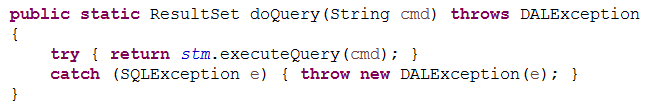 public static ResultSet doQuery(String cmd) throws DALException
{
    try { return stm.executeQuery(cmd); }
    catch (SQLException e) { throw new DALException(e); }
}